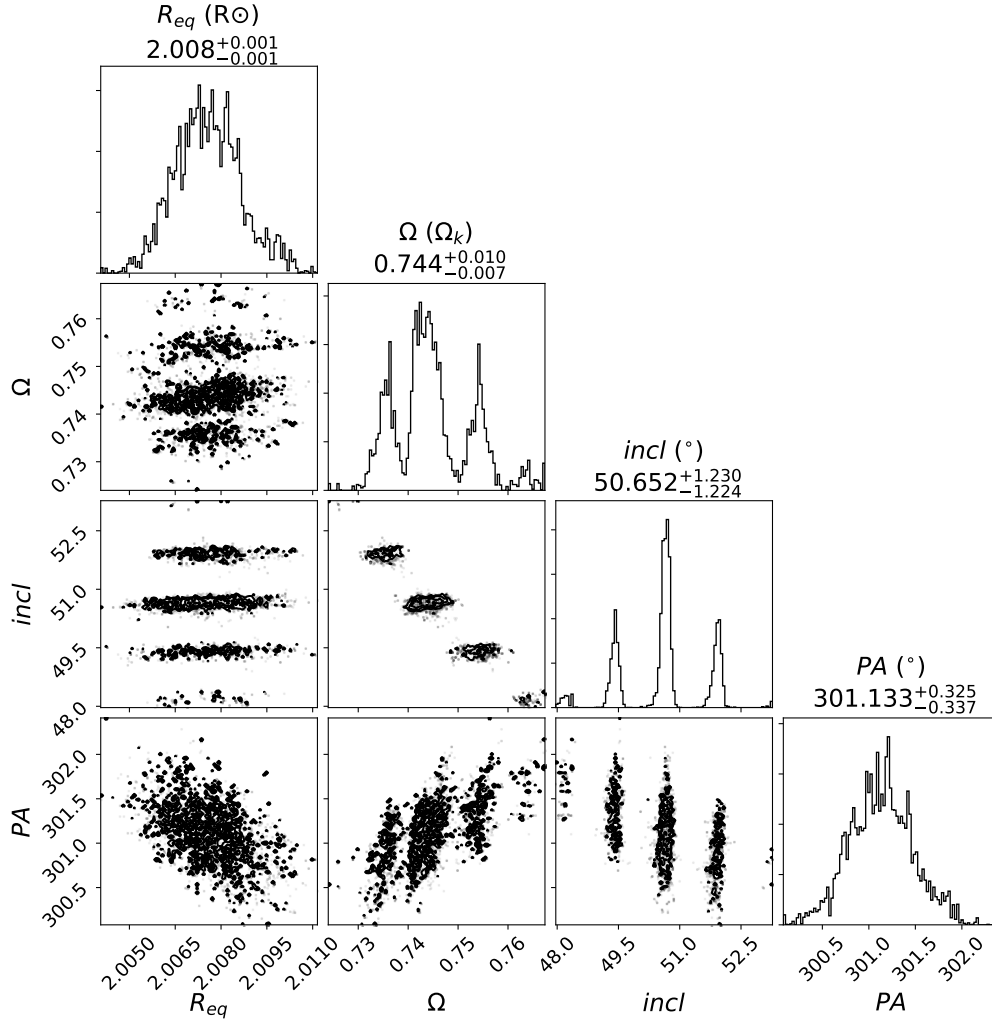 R_eq (R⊙)
2.008^{+0.001}_{-0.001}
Ω (Ω_k)
0.744^{+0.010}_{-0.007}
0.76
0.75
0.74
0.73
Ω
incl (°)
50.652^{+1.230}_{-1.224}
52.5
51.0
49.5
48.0
incl
PA (°)
301.133^{+0.325}_{-0.337}
302.0
301.5
301.0
300.5
PA
2.0050 2.0065 2.0080 2.0095 2.0110 0.73 0.74 0.75 0.76 48.0 49.5 51.0 52.5 300.5 301.0 301.5 302.0
R_eq Ω incl PA